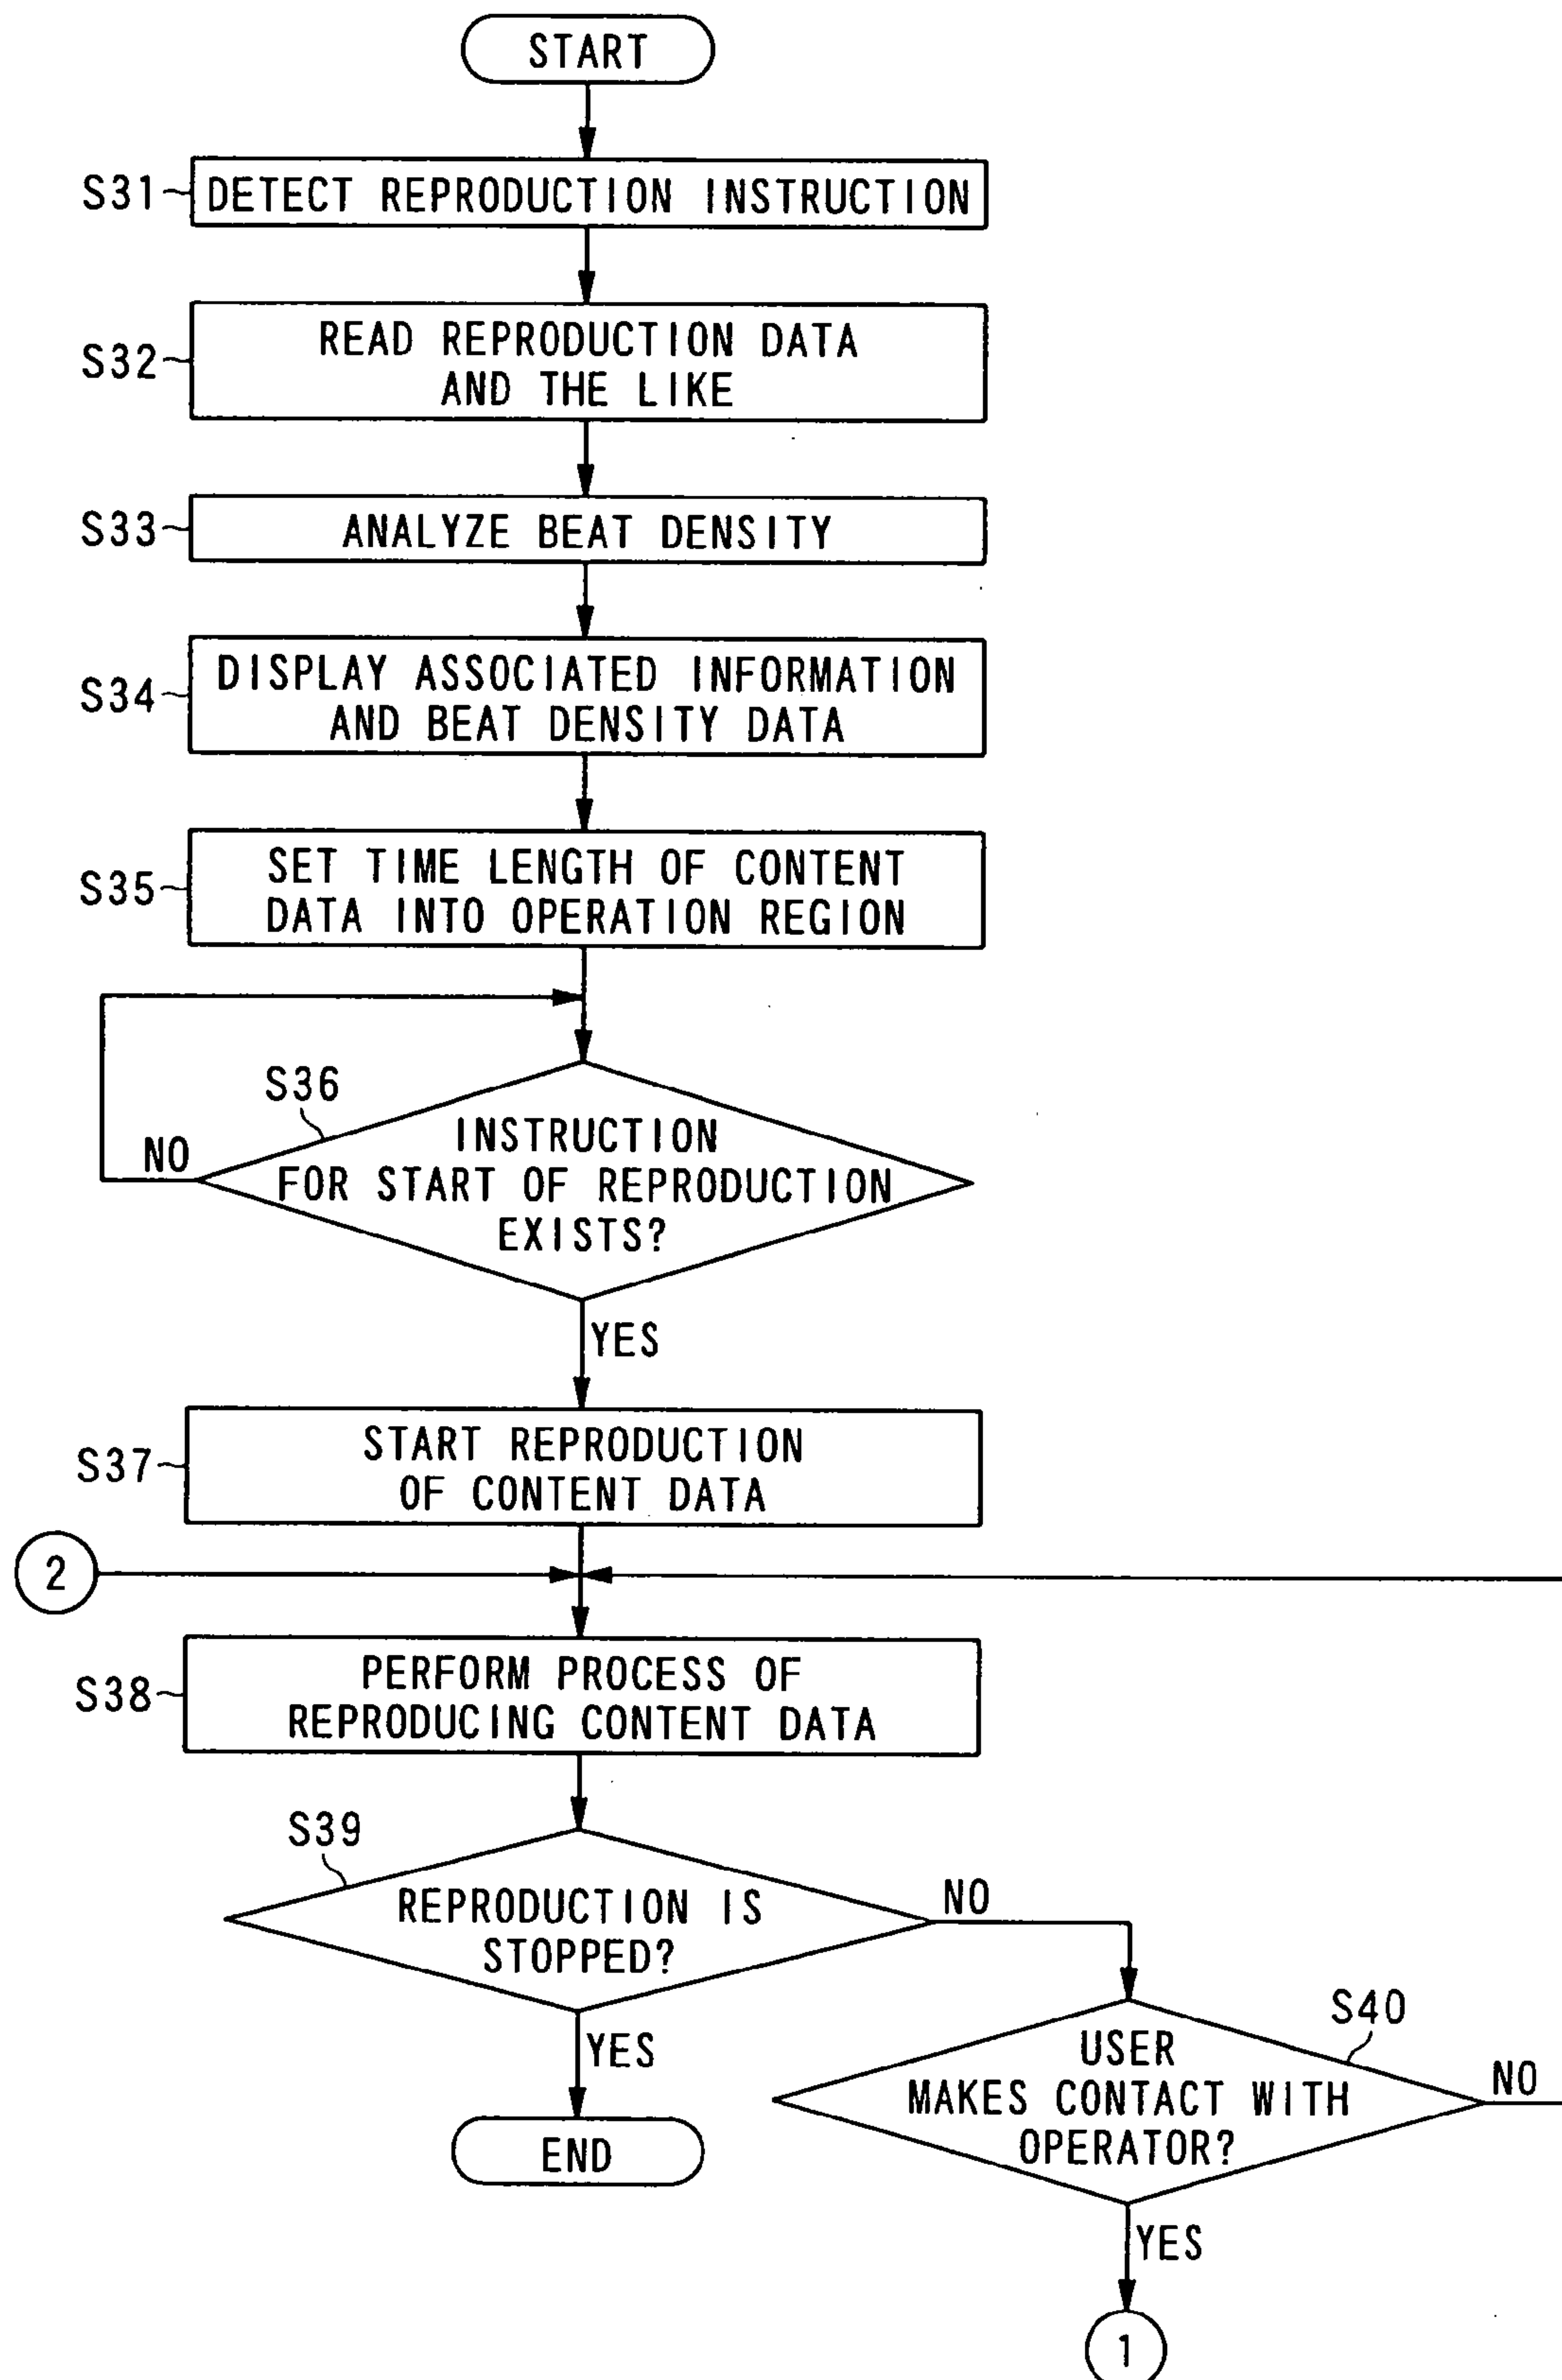 START
S31
DETECT REPRODUCTION INSTRUCTION
S32
READ REPRODUCTION DATA
AND THE LIKE
S33
ANALYZE BEAT DENSITY
S34
DISPLAY ASSOCIATED INFORMATION
AND BEAT DENSITY DATA
S35
SET TIME LENGTH OF CONTENT
DATA INTO OPERATION REGION
S36
NO
INSTRUCTION
FOR START OF REPRODUCTION
EXISTS?
YES
S37
START REPRODUCTION
OF CONTENT DATA
2
S38
PERFORM PROCESS OF
REPRODUCING CONTENT DATA
S39
REPRODUCTION IS
STOPPED?
NO
YES
END
S40
USER
MAKES CONTACT WITH
OPERATOR?
NO
YES
1